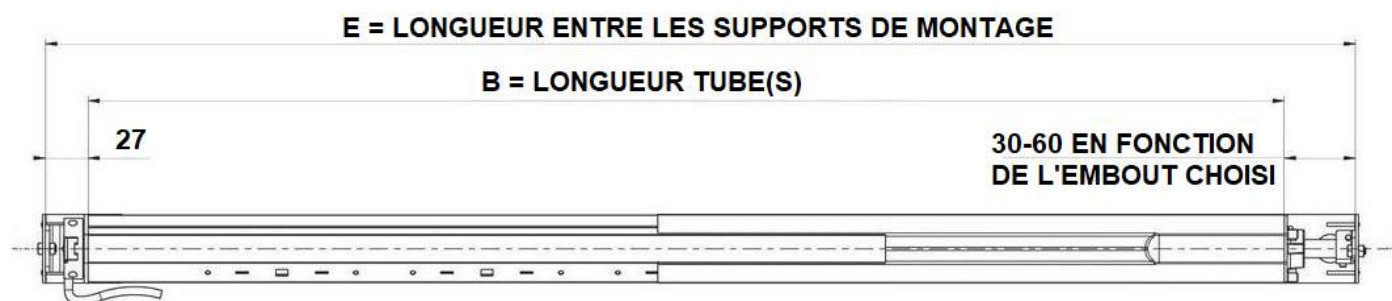 E = LONGUEUR ENTRE LES SUPPORTS DE MONTAGE
B = LONGUEUR TUBE(S)
27
30-60 EN FONCTION
DE L'EMBOUT CHOISI